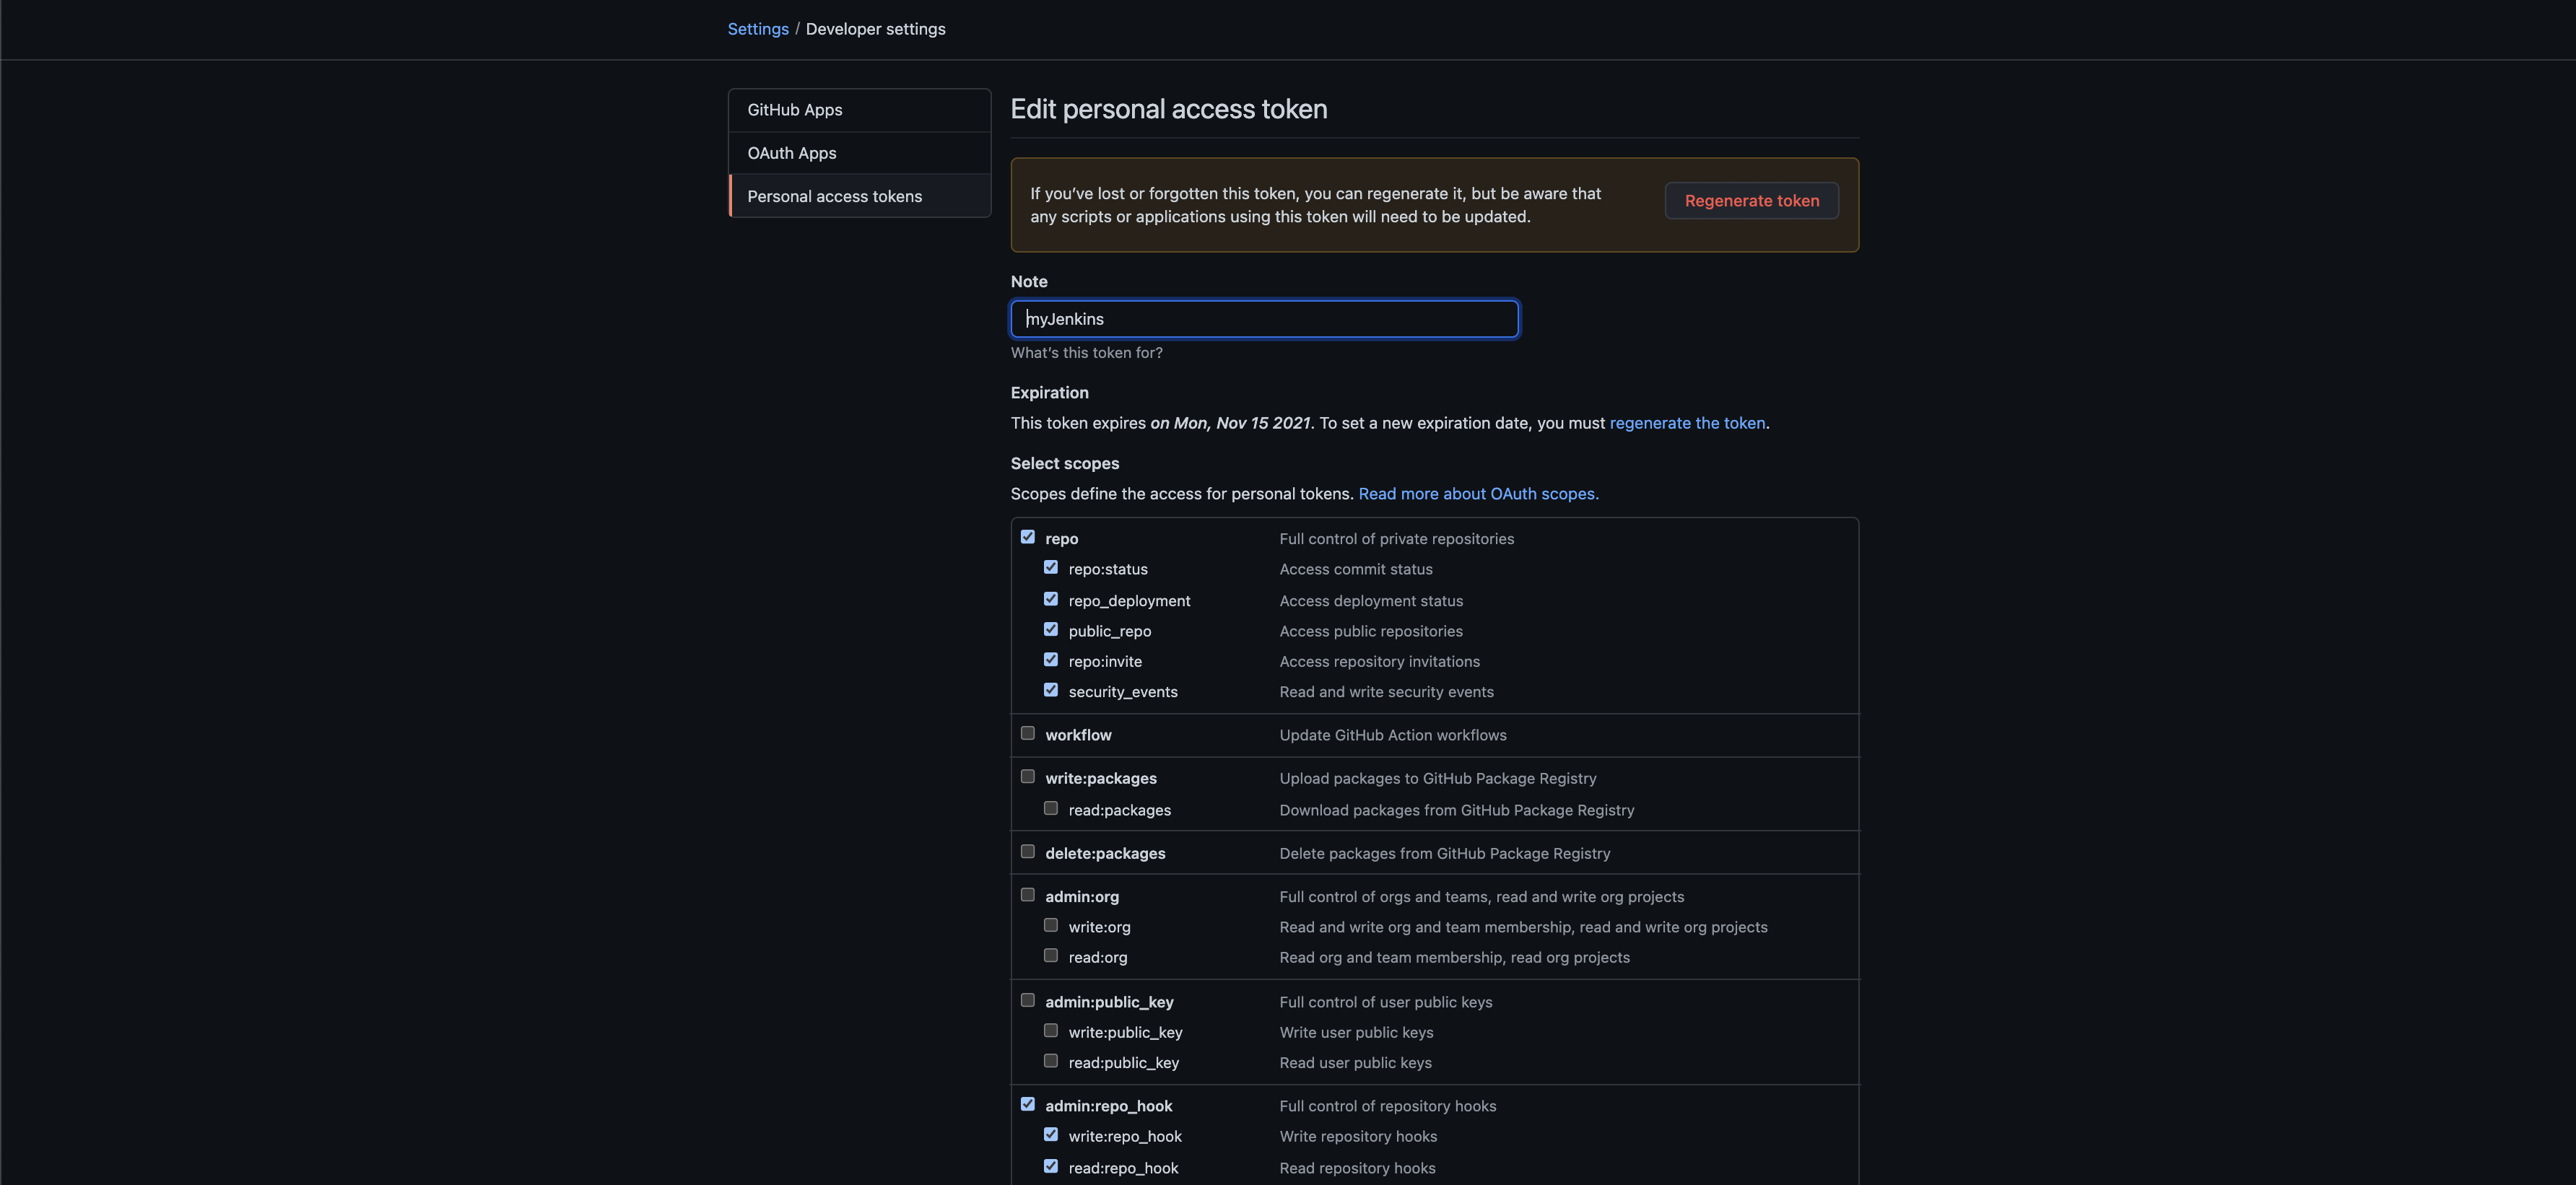 Settings / Developer settings
GitHub Apps
OAuth Apps
Personal access tokens
Edit personal access token
If you’ve lost or forgotten this token, you can regenerate it, but be aware that
any scripts or applications using this token will need to be updated.
Regenerate token
Note
myJenkins
What’s this token for?
Expiration
This token expires on Mon, Nov 15 2021. To set a new expiration date, you must regenerate the token.
Select scopes
Scopes define the access for personal tokens. Read more about OAuth scopes.
repo Full control of private repositories
repo:status Access commit status
repo_deployment Access deployment status
public_repo Access public repositories
repo:invite Access repository invitations
security_events Read and write security events
workflow Update GitHub Action workflows
write:packages Upload packages to GitHub Package Registry
read:packages Download packages from GitHub Package Registry
delete:packages Delete packages from GitHub Package Registry
admin:org Full control of orgs and teams, read and write org projects
write:org Read and write org and team membership, read and write org projects
read:org Read org and team membership, read org projects
admin:public_key Full control of user public keys
write:public_key Write user public keys
read:public_key Read user public keys
admin:repo_hook Full control of repository hooks
write:repo_hook Write repository hooks
read:repo_hook Read repository hooks